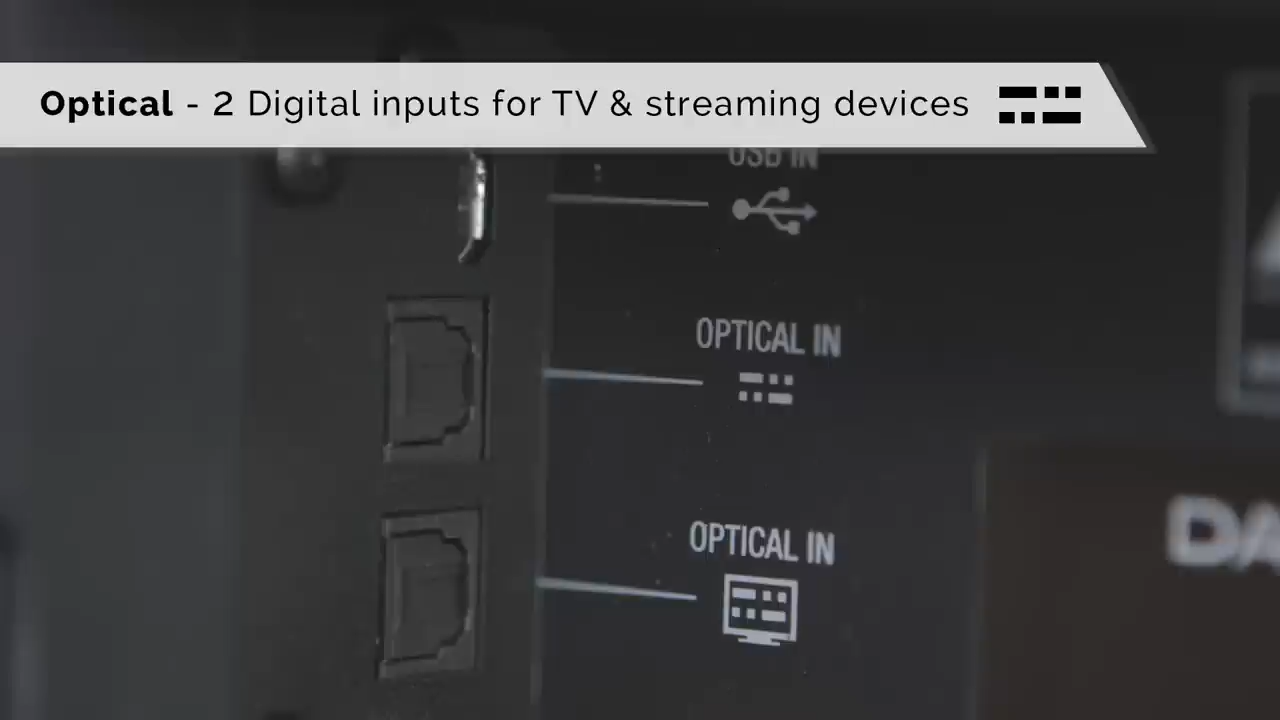 Optical - 2 Digital inputs for TV & streaming devices
USB IN
OPTICAL IN
OPTICAL IN